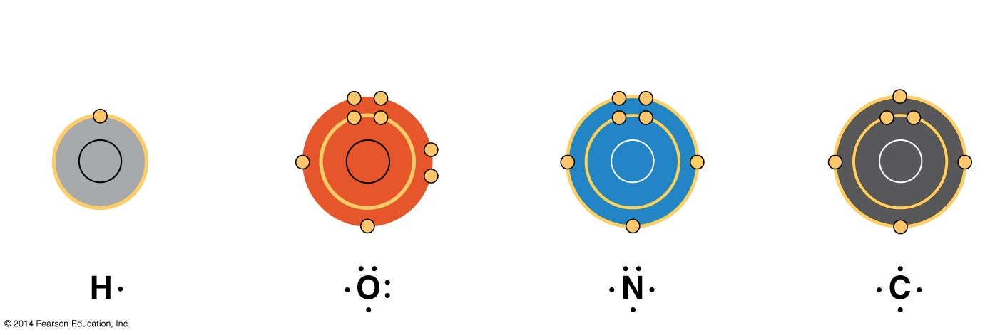 H· ·Ö: ·N̈· ·Ċ·
© 2014 Pearson Education, Inc.